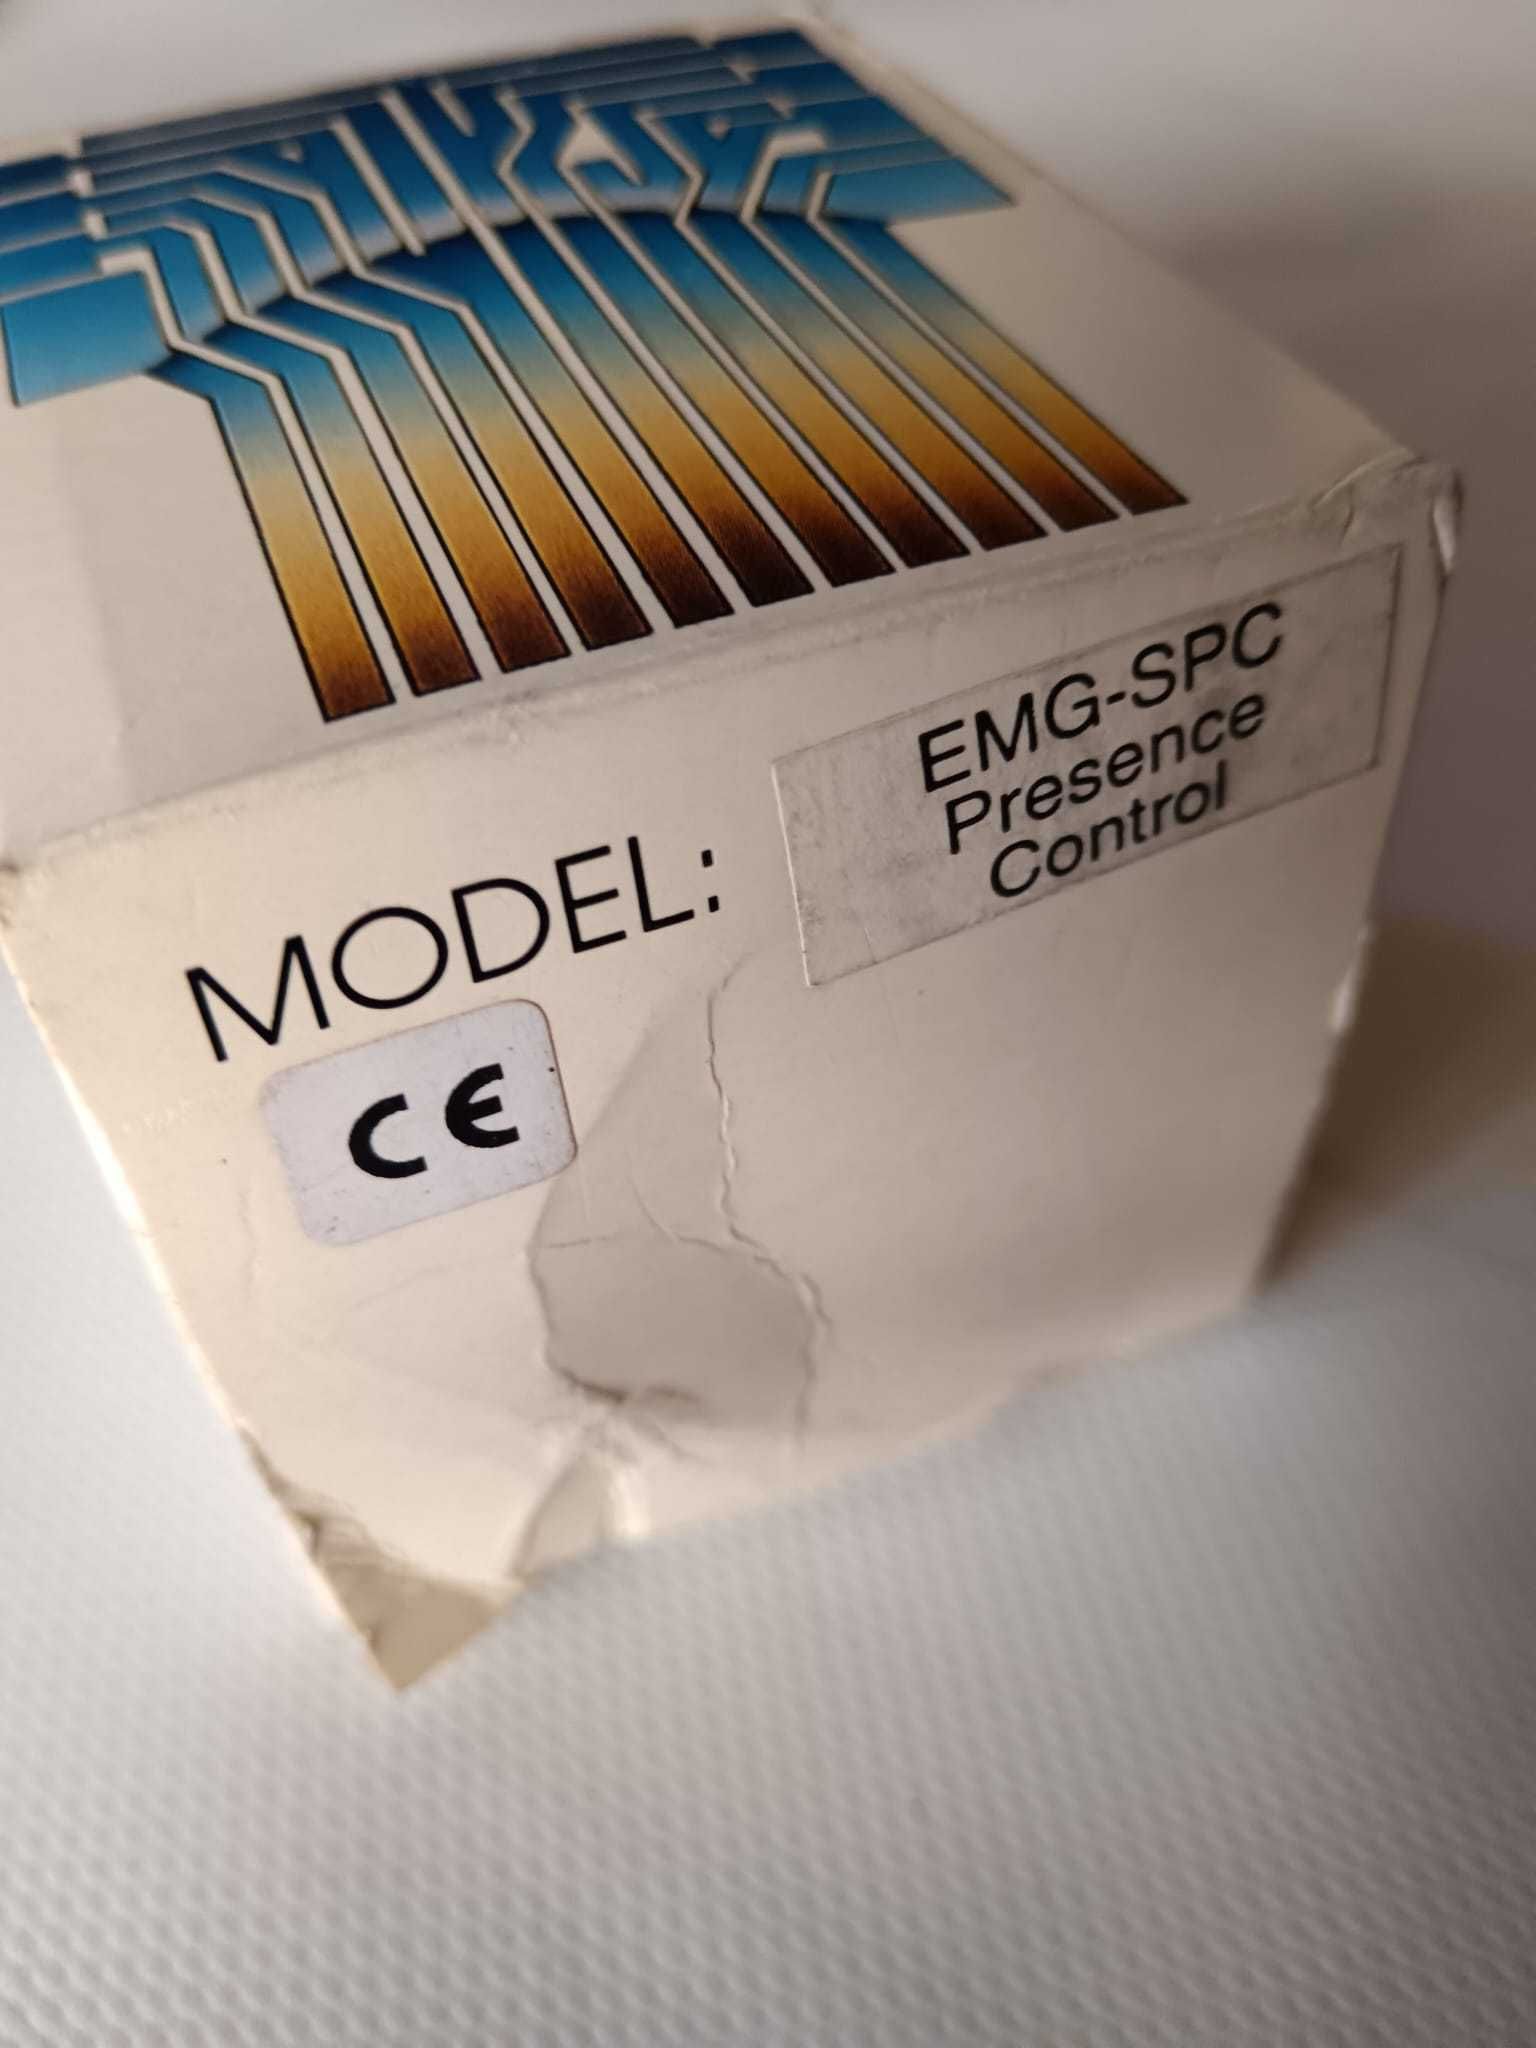 MODEL:
EMG-SPC
Presence
Control
CE